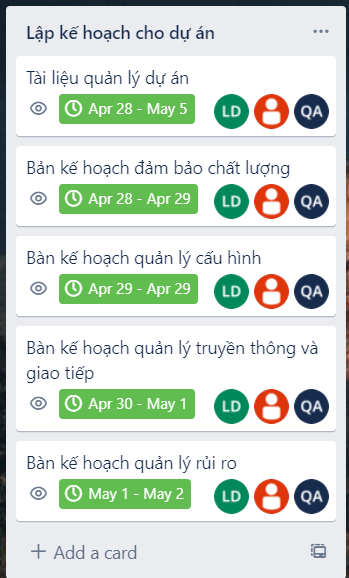 Lập kế hoạch cho dự án
Tài liệu quản lý dự án
Apr 28 - May 5 LD QA
Bản kế hoạch đảm bảo chất lượng
Apr 28 - Apr 29 LD QA
Bàn kế hoạch quản lý cấu hình
Apr 29 - Apr 29 LD QA
Bàn kế hoạch quản lý truyền thông và
giao tiếp
Apr 30 - May 1 LD QA
Bàn kế hoạch quản lý rủi ro
May 1 - May 2 LD QA
Add a card